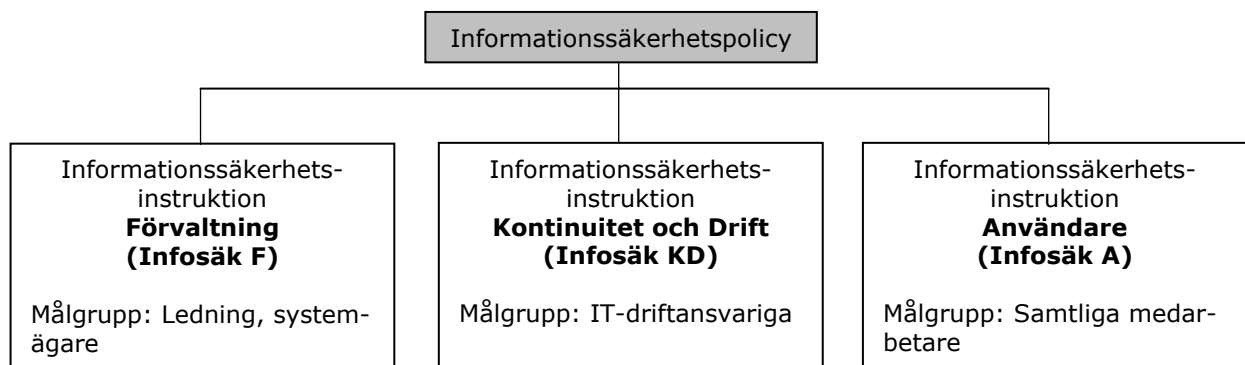 Informationssäkerhetspolicy
Informationssäkerhets-
instruktion
Förvaltning
(Infosäk F)
Målgrupp: Ledning, system-
ägare
Informationssäkerhets-
instruktion
Kontinuitet och Drift
(Infosäk KD)
Målgrupp: IT-driftansvariga
Informationssäkerhets-
instruktion
Användare
(Infosäk A)
Målgrupp: Samtliga medar-
betare